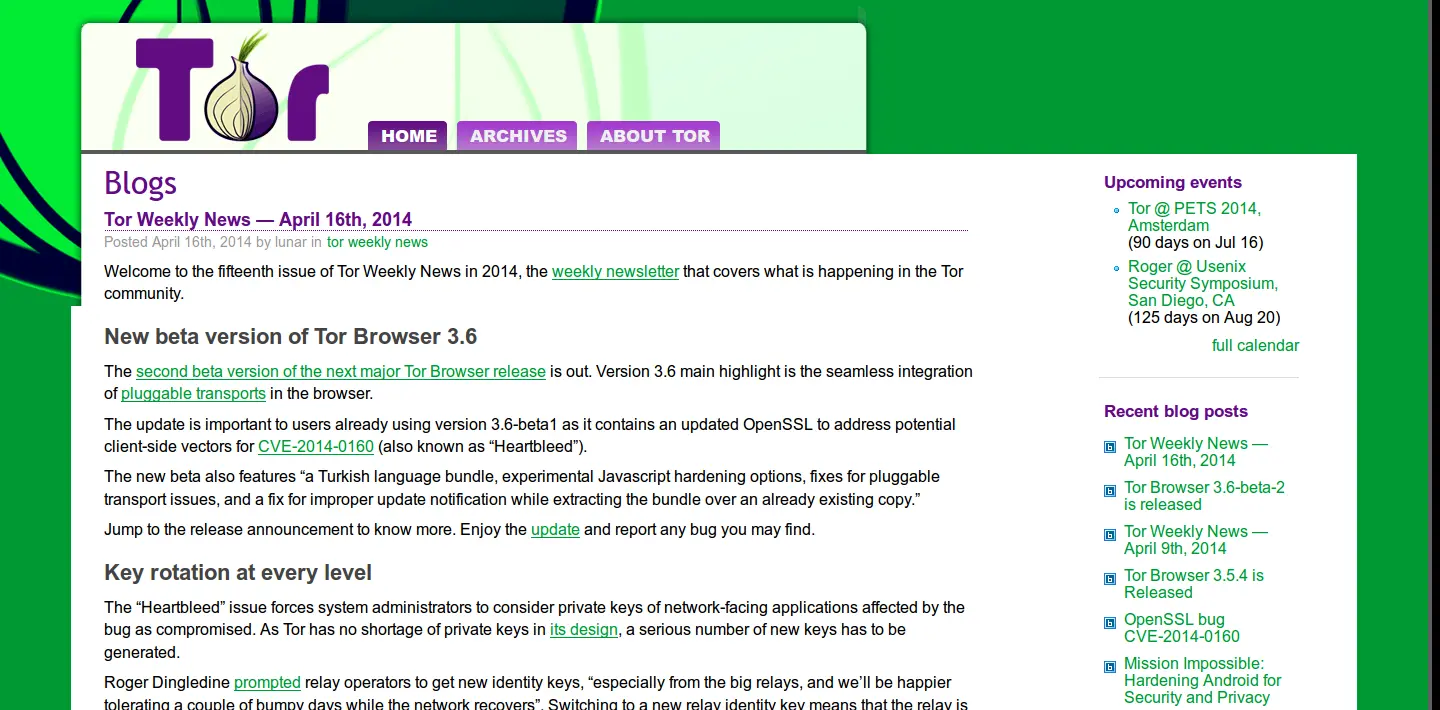 Tor
HOME ARCHIVES ABOUT TOR
Blogs
Tor Weekly News — April 16th, 2014
Posted April 16th, 2014 by lunar in tor weekly news
Welcome to the fifteenth issue of Tor Weekly News in 2014, the weekly newsletter that covers what is happening in the Tor
community.
New beta version of Tor Browser 3.6
The second beta version of the next major Tor Browser release is out. Version 3.6 main highlight is the seamless integration
of pluggable transports in the browser.
The update is important to users already using version 3.6-beta1 as it contains an updated OpenSSL to address potential
client-side vectors for CVE-2014-0160 (also known as “Heartbleed”).
The new beta also features “a Turkish language bundle, experimental Javascript hardening options, fixes for pluggable
transport issues, and a fix for improper update notification while extracting the bundle over an already existing copy.”
Jump to the release announcement to know more. Enjoy the update and report any bug you may find.
Key rotation at every level
The “Heartbleed” issue forces system administrators to consider private keys of network-facing applications affected by the
bug as compromised. As Tor has no shortage of private keys in its design, a serious number of new keys has to be
generated.
Roger Dingledine prompted relay operators to get new identity keys, “especially from the big relays, and we’ll be happier
tolerating a couple of bumpy days while the network recovers”. Switching to a new relay identity key means that the relay is
Upcoming events
Tor @ PETS 2014,
Amsterdam
(90 days on Jul 16)
Roger @ Usenix
Security Symposium,
San Diego, CA
(125 days on Aug 20)
full calendar
Recent blog posts
Tor Weekly News —
April 16th, 2014
Tor Browser 3.6-beta-2
is released
Tor Weekly News —
April 9th, 2014
Tor Browser 3.5.4 is
Released
OpenSSL bug
CVE-2014-0160
Mission Impossible:
Hardening Android for
Security and Privacy